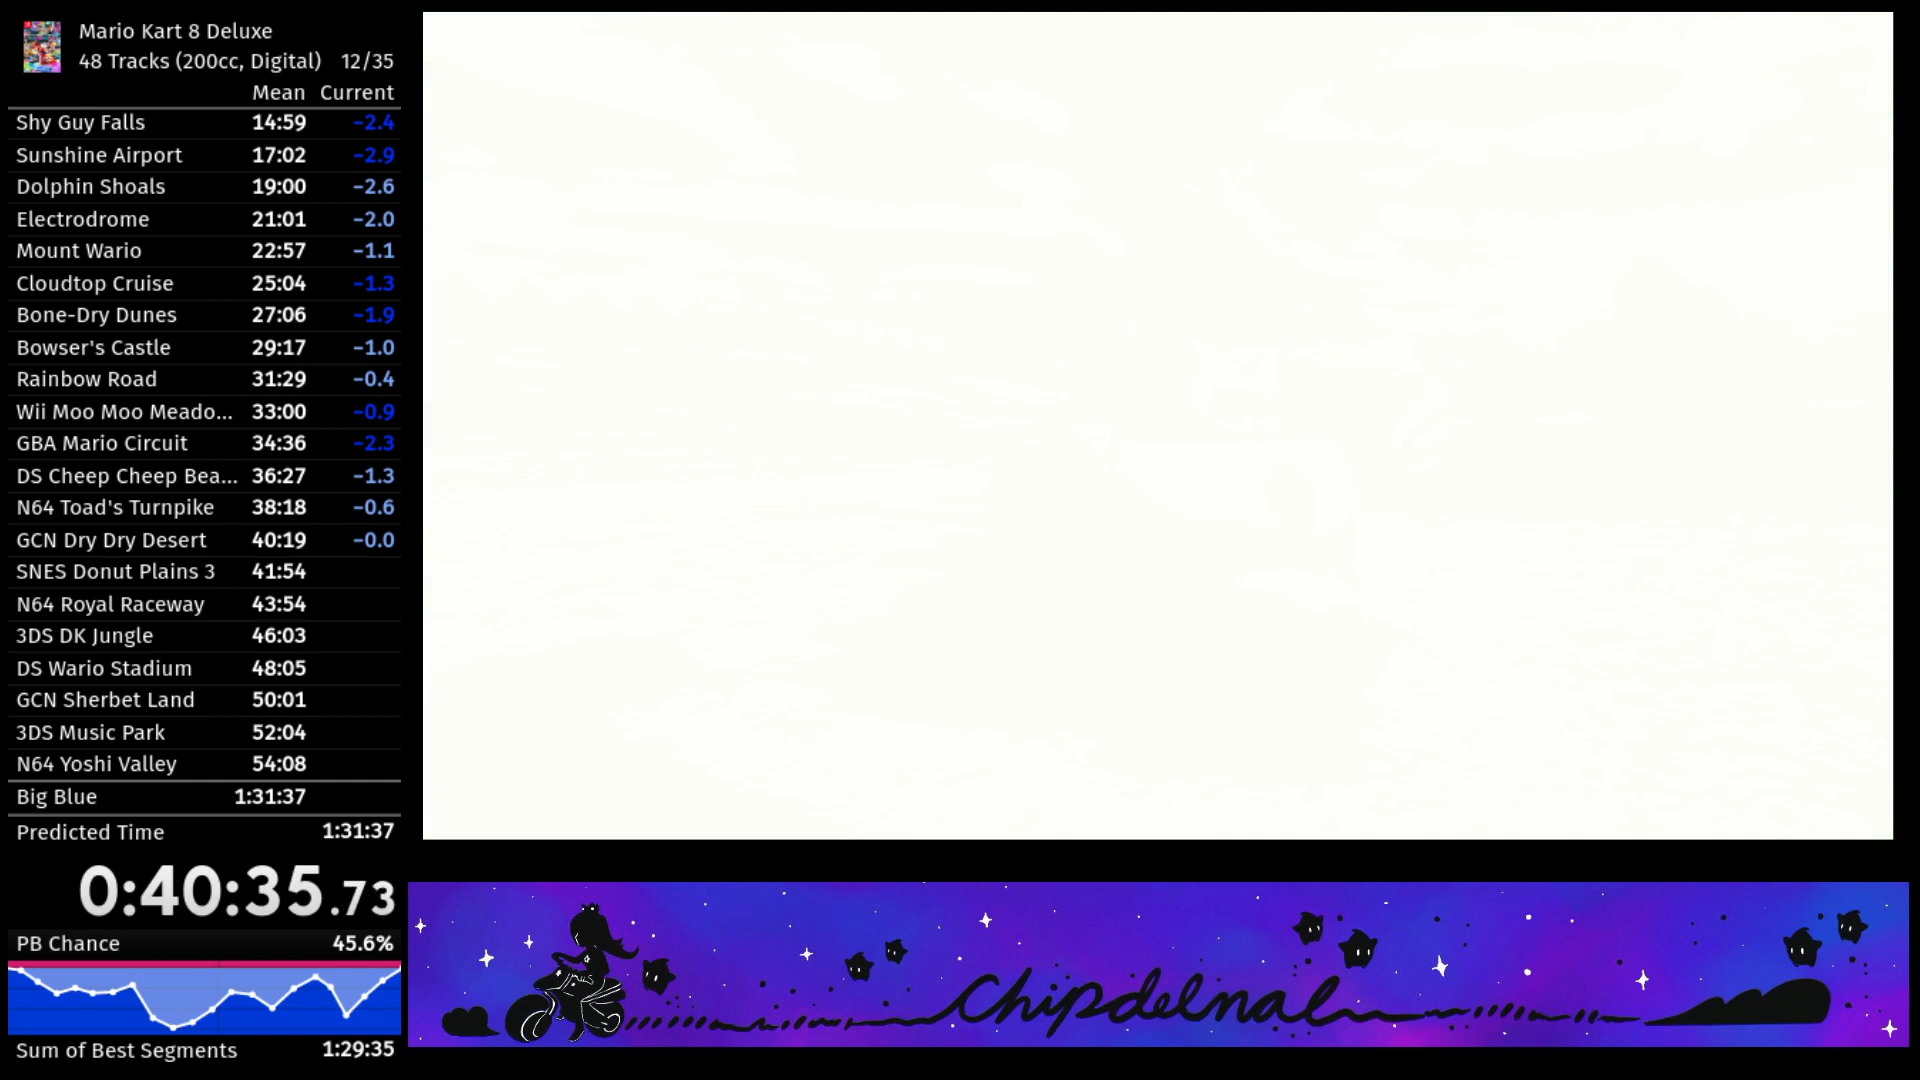 Mario Kart 8 Deluxe
48 Tracks (200cc, Digital) 12/35
Mean Current
Shy Guy Falls 14:59 -2.4
Sunshine Airport 17:02 -2.9
Dolphin Shoals 19:00 -2.6
Electrodrome 21:01 -2.0
Mount Wario 22:57 -1.1
Cloudtop Cruise 25:04 -1.3
Bone-Dry Dunes 27:06 -1.9
Bowser's Castle 29:17 -1.0
Rainbow Road 31:29 -0.4
Wii Moo Moo Meado... 33:00 -0.9
GBA Mario Circuit 34:36 -2.3
DS Cheep Cheep Bea... 36:27 -1.3
N64 Toad's Turnpike 38:18 -0.6
GCN Dry Dry Desert 40:19 -0.0
SNES Donut Plains 3 41:54
N64 Royal Raceway 43:54
3DS DK Jungle 46:03
DS Wario Stadium 48:05
GCN Sherbet Land 50:01
3DS Music Park 52:04
N64 Yoshi Valley 54:08
Big Blue 1:31:37
Predicted Time 1:31:37
0:40:35.73
PB Chance 45.6%
Sum of Best Segments 1:29:35
Chipdelmal